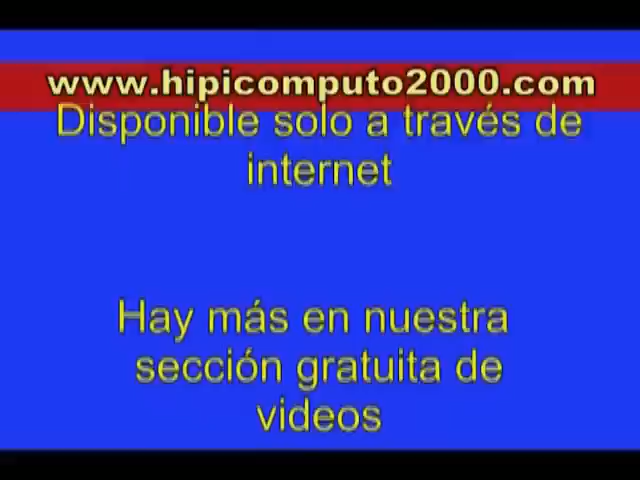 www.hipicomputo2000.com
Disponible solo a través de
internet
Hay más en nuestra
sección gratuita de
videos